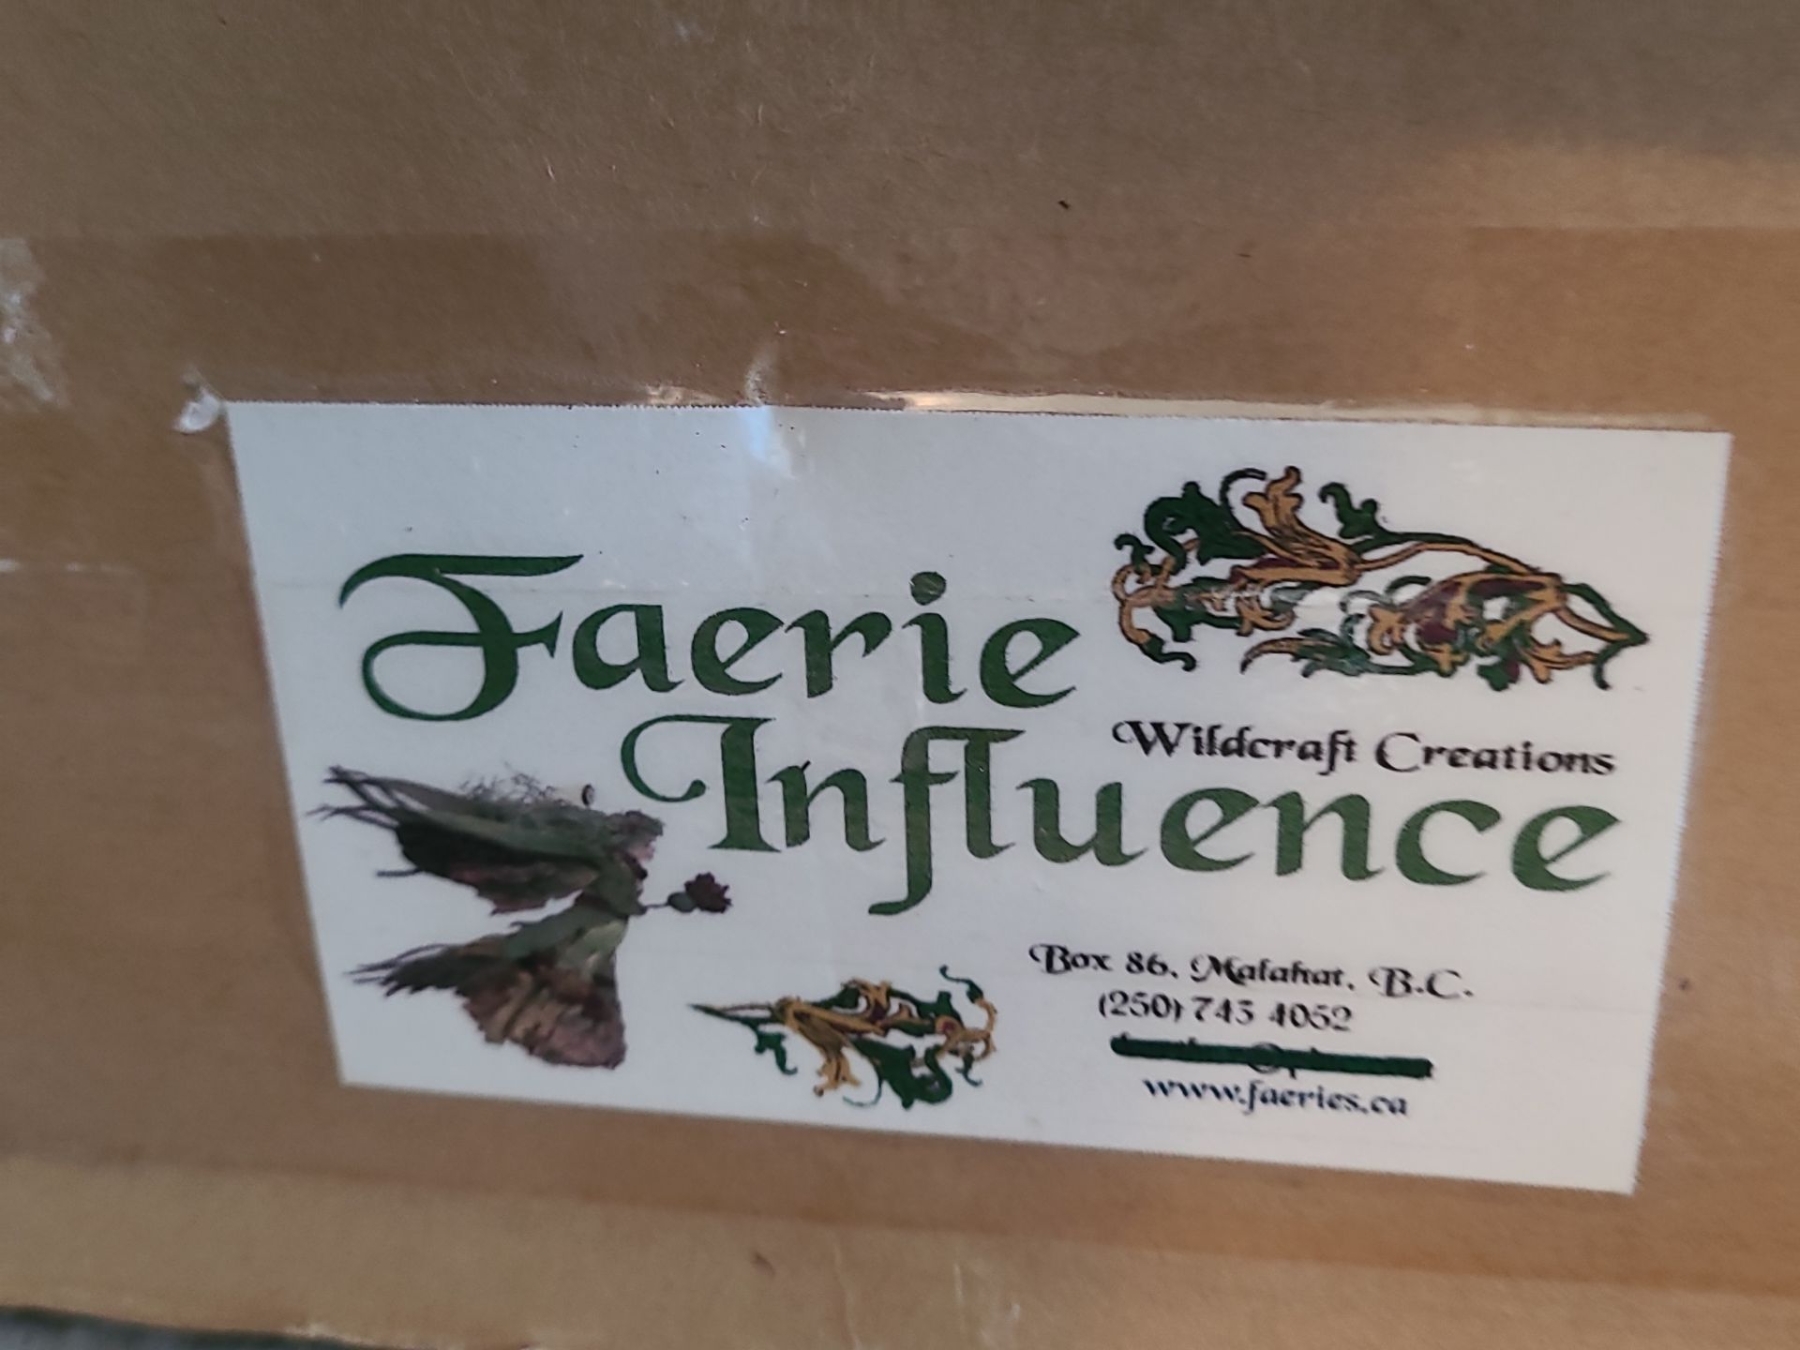 Faerie
Influence
Wildcraft Creations
Box 86, Malahat, B.C.
(250) 743 4052
www.faeries.ca